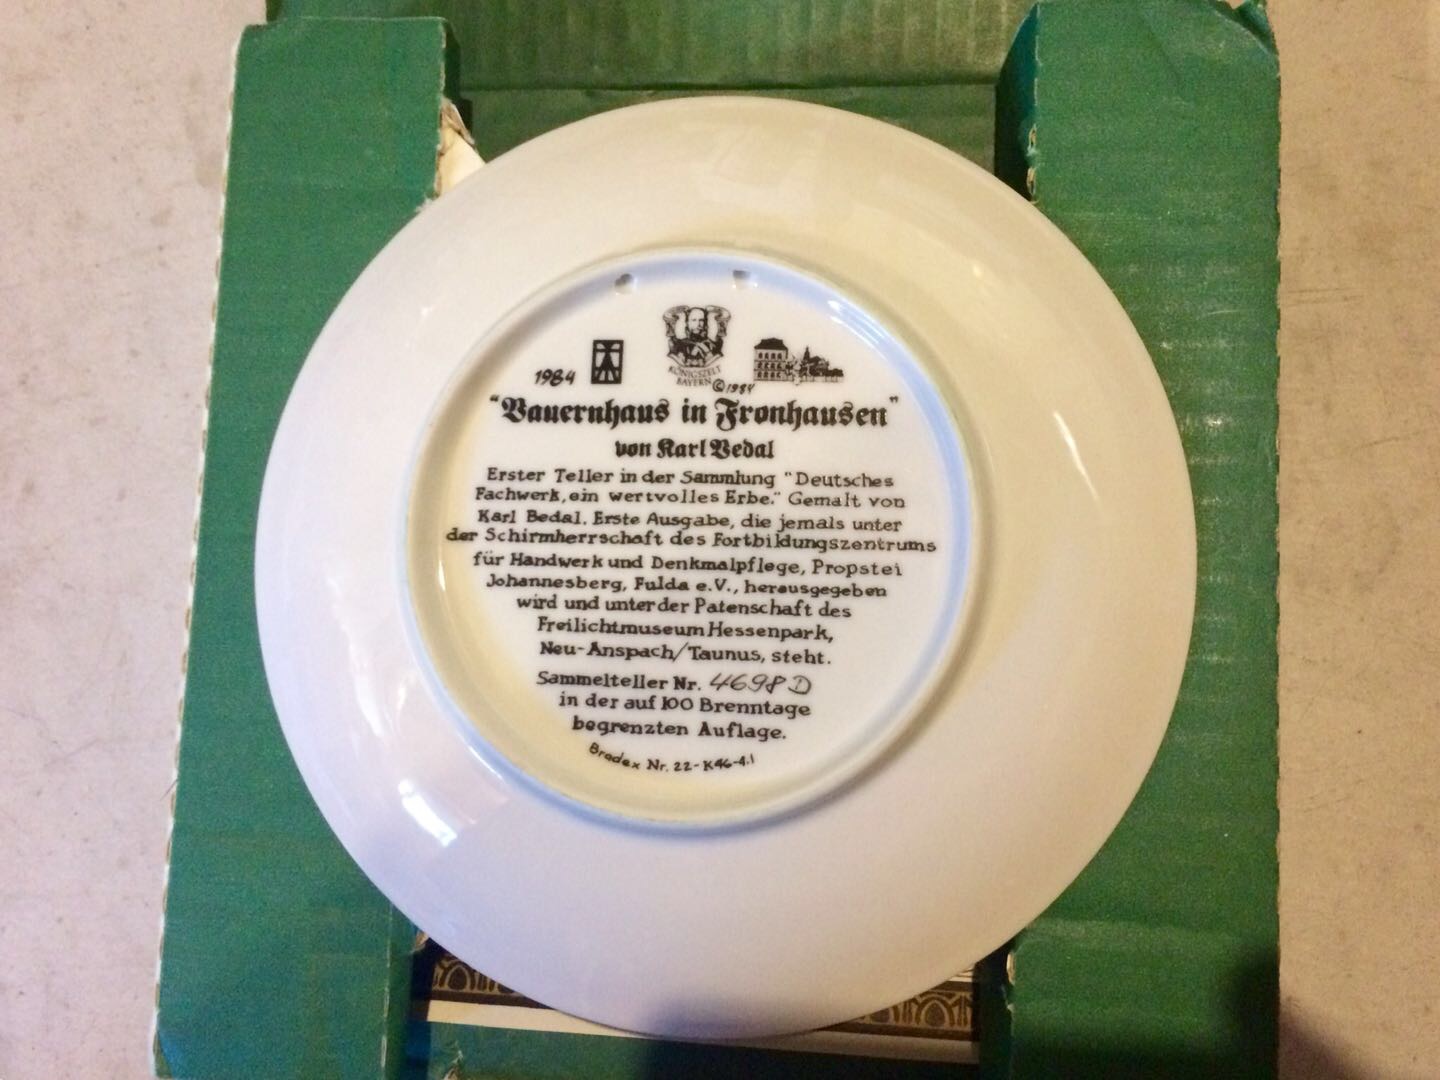 1984
KÖNIGSZELT
BAYERN © 1984
"Bauernhaus in Fronhausen"
von Karl Bedal
Erster Teller in der Sammlung "Deutsches
Fachwerk, ein wertvolles Erbe." Gemalt von
Karl Bedal. Erste Ausgabe, die jemals unter
der Schirmherrschaft des Fortbildungszentrums
für Handwerk und Denkmalpflege, Propstei
Johannesberg, Fulda e.V., herausgegeben
wird und unter der Patenschaft des
Freilichtmuseum Hessenpark,
Neu-Anspach/Taunus, steht.
Sammelteller Nr. 4698 D
in der auf 100 Brenntage
begrenzten Auflage.
Bradex Nr. 22-K46-4.1